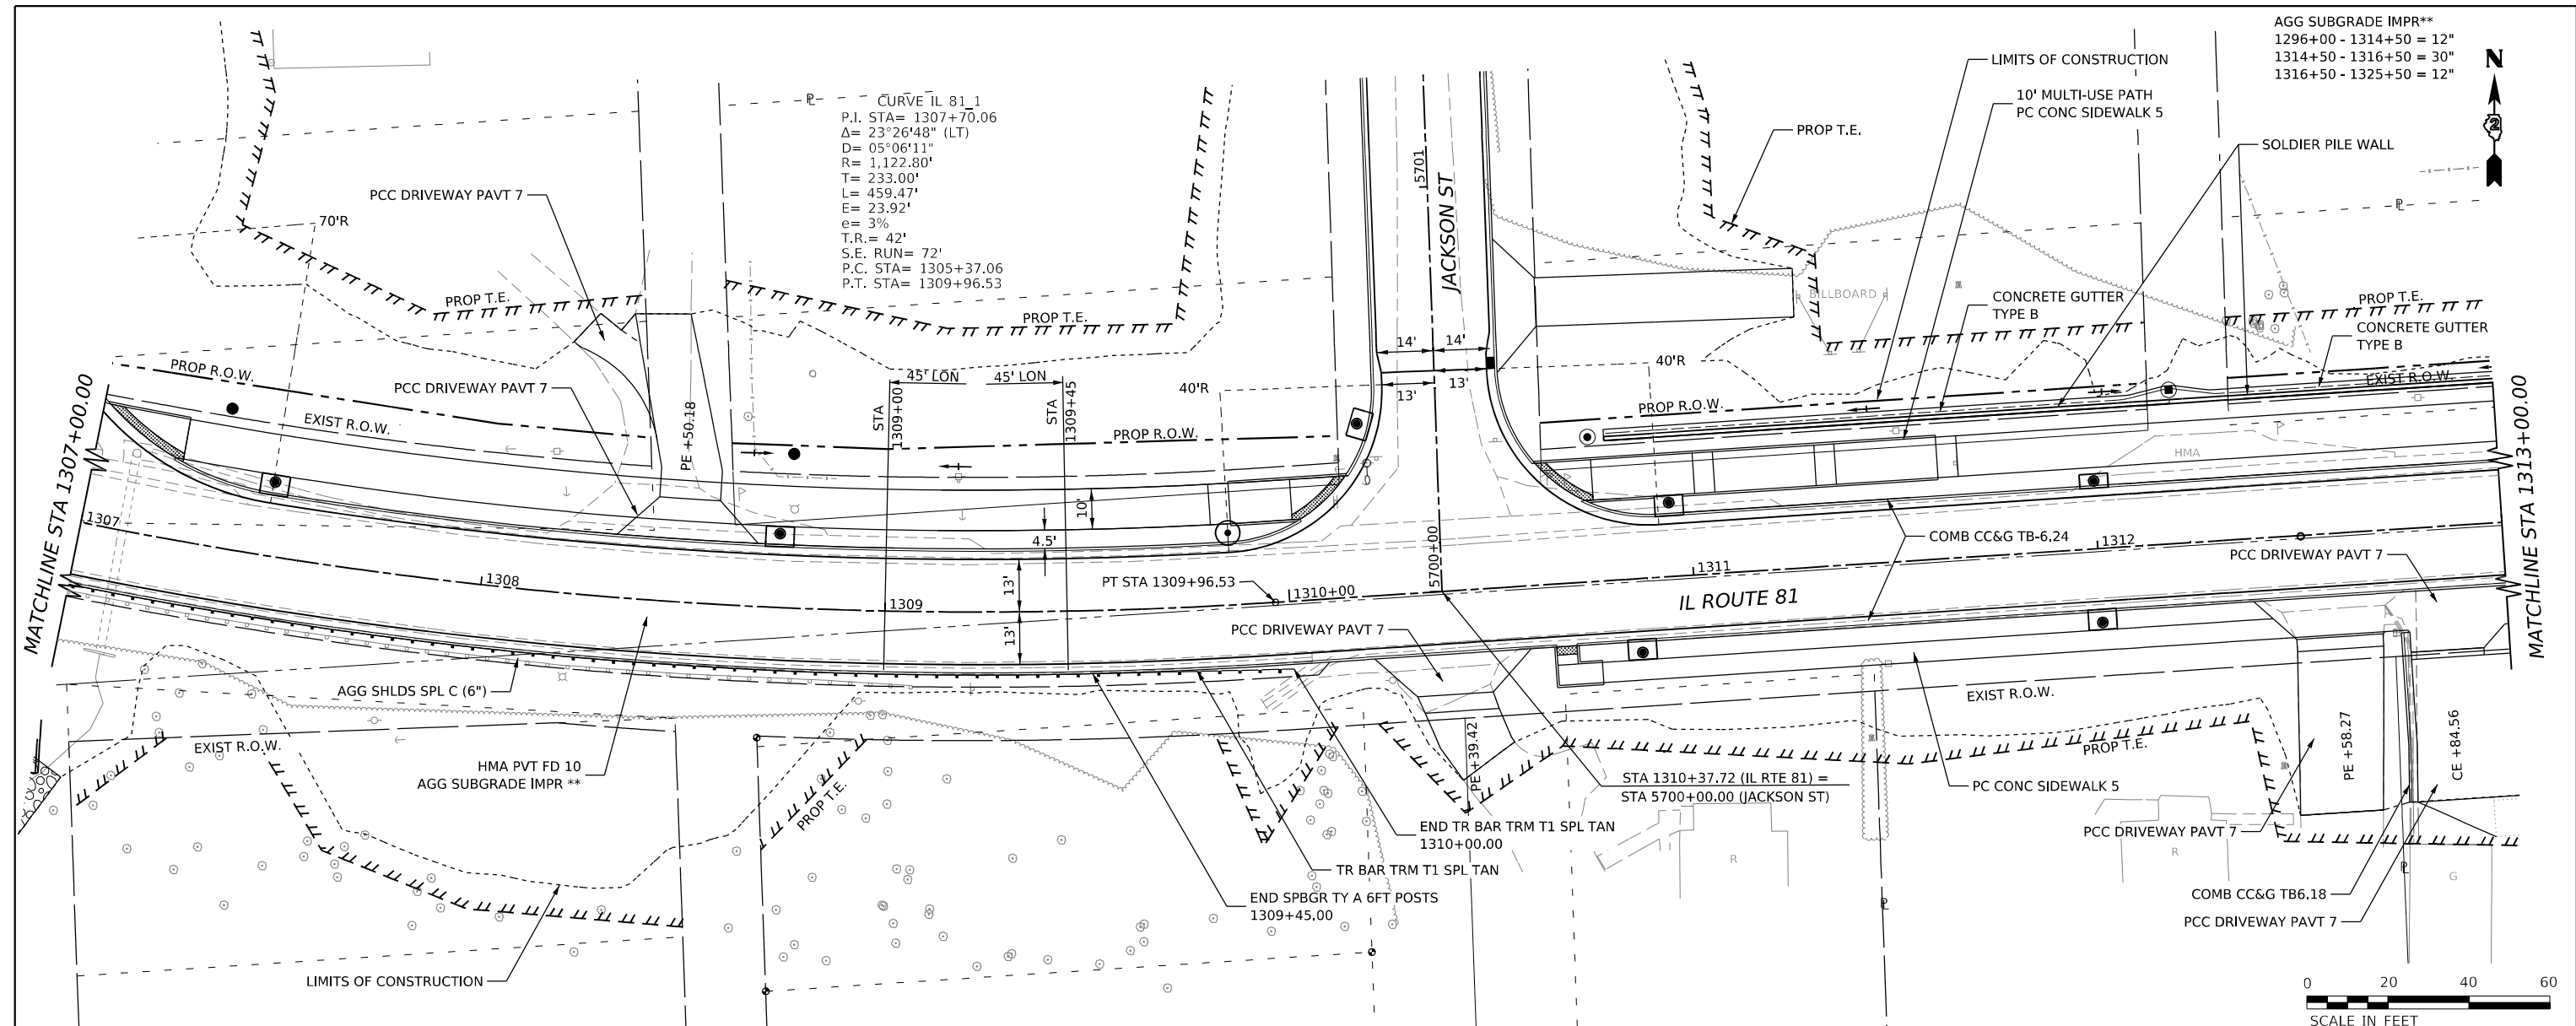 AGG SUBGRADE IMPR**
1296+00 - 1314+50 = 12"
1314+50 - 1316+50 = 30"
1316+50 - 1325+50 = 12"
N
2
LIMITS OF CONSTRUCTION
10' MULTI-USE PATH
PC CONC SIDEWALK 5
PROP T.E.
SOLDIER PILE WALL
CURVE IL 81_1
P.I. STA= 1307+70.06
Δ= 23°26'48" (LT)
D= 05°06'11"
R= 1,122.80'
T= 233.00'
L= 459.47'
E= 23.92'
e= 3%
T.R.= 42'
S.E. RUN= 72'
P.C. STA= 1305+37.06
P.T. STA= 1309+96.53
PL
PL
PCC DRIVEWAY PAVT 7
70'R
5701
JACKSON ST
PROP T.E.
PROP T.E.
BILLBOARD
CONCRETE GUTTER
TYPE B
PROP T.E.
CONCRETE GUTTER
TYPE B
14'
14'
13'
13'
40'R
40'R
PROP R.O.W.
PCC DRIVEWAY PAVT 7
45' LON
45' LON
STA
1309+00
STA
1309+45
EXIST R.O.W.
PE +50.18
PROP R.O.W.
PROP R.O.W.
EXIST R.O.W.
HMA
MATCHLINE STA 1307+00.00
MATCHLINE STA 1313+00.00
10'
4.5'
13'
13'
1307
1308
1309
PT STA 1309+96.53
1310+00
5700+00
1311
1312
IL ROUTE 81
COMB CC&G TB-6.24
PCC DRIVEWAY PAVT 7
PCC DRIVEWAY PAVT 7
AGG SHLDS SPL C (6")
EXIST R.O.W.
EXIST R.O.W.
HMA PVT FD 10
AGG SUBGRADE IMPR **
PROP T.E.
PE +39.42
STA 1310+37.72 (IL RTE 81) =
STA 5700+00.00 (JACKSON ST)
PROP T.E.
PC CONC SIDEWALK 5
PE +58.27
CE +84.56
PCC DRIVEWAY PAVT 7
END TR BAR TRM T1 SPL TAN
1310+00.00
TR BAR TRM T1 SPL TAN
END SPBGR TY A 6FT POSTS
1309+45.00
R
R
G
PL
PL
COMB CC&G TB6.18
PCC DRIVEWAY PAVT 7
LIMITS OF CONSTRUCTION
0 20 40 60
SCALE IN FEET